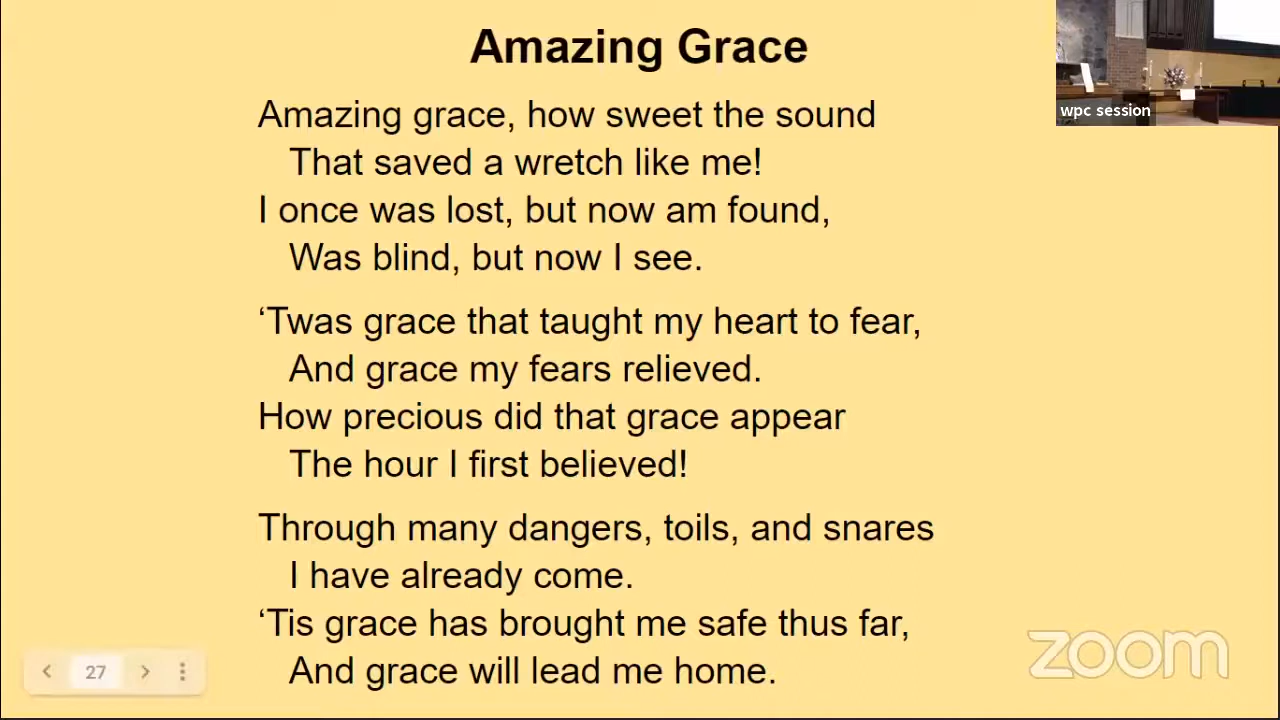 Amazing Grace
wpc session
Amazing grace, how sweet the sound
That saved a wretch like me!
I once was lost, but now am found,
Was blind, but now I see.
‘Twas grace that taught my heart to fear,
And grace my fears relieved.
How precious did that grace appear
The hour I first believed!
Through many dangers, toils, and snares
I have already come.
‘Tis grace has brought me safe thus far,
And grace will lead me home.
27
zoom